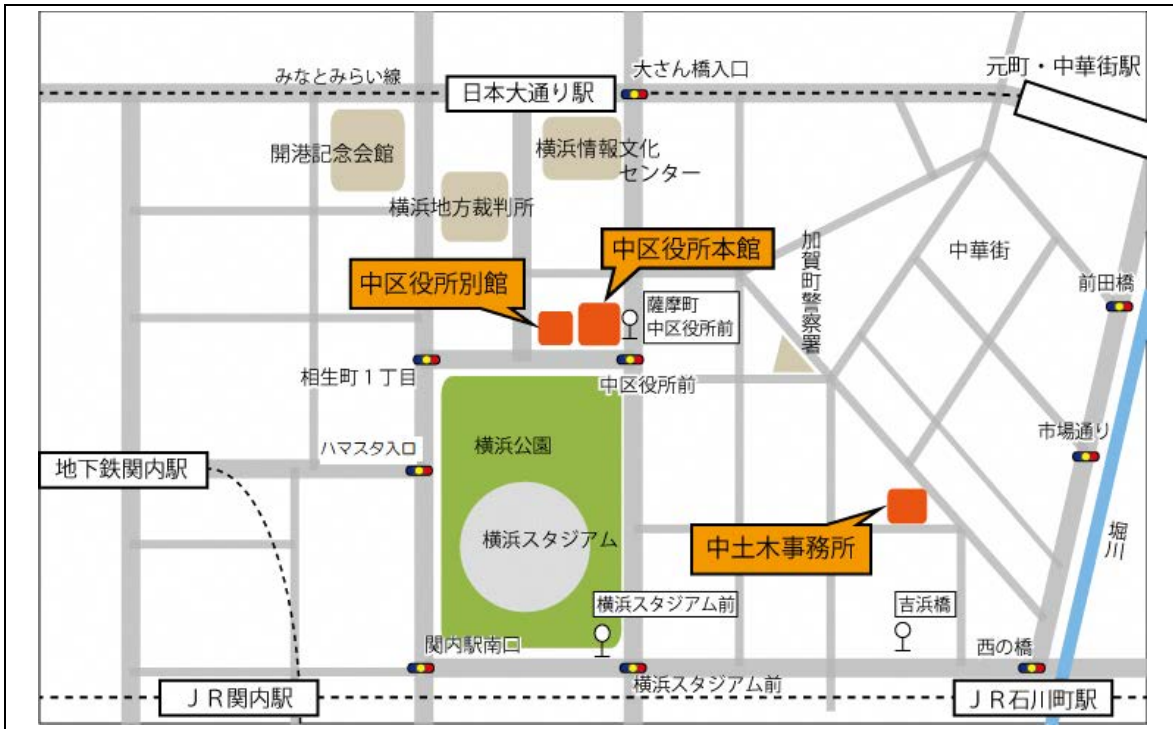 みなとみらい線
日本大通り駅
大さん橋入口
元町・中華街駅
開港記念会館
横浜情報文化
センター
横浜地方裁判所
中区役所本館
中区役所別館
加賀町警察署
中華街
前田橋
薩摩町
中区役所前
相生町１丁目
中区役所前
ハマスタ入口
横浜公園
市場通り
地下鉄関内駅
横浜スタジアム
中土木事務所
堀川
横浜スタジアム前
吉浜橋
関内駅南口
西の橋
横浜スタジアム前
ＪＲ関内駅
ＪＲ石川町駅